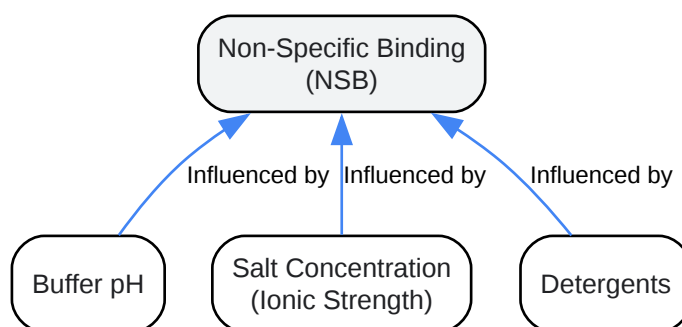 Non-Specific Binding
(NSB)
Influenced by
Influenced by
Influenced by
Buffer pH
Salt Concentration
(Ionic Strength)
Detergents